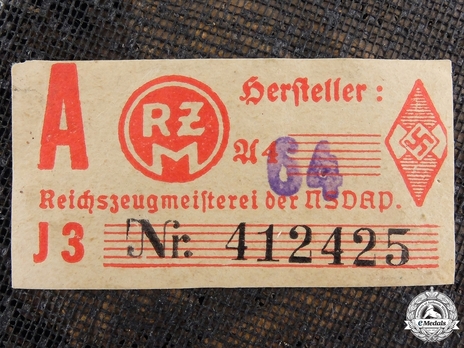 A RZM Hersteller:
A4 64
Reichszeugmeisterei der NSDAP.
J3 Nr. 412425
eMedals